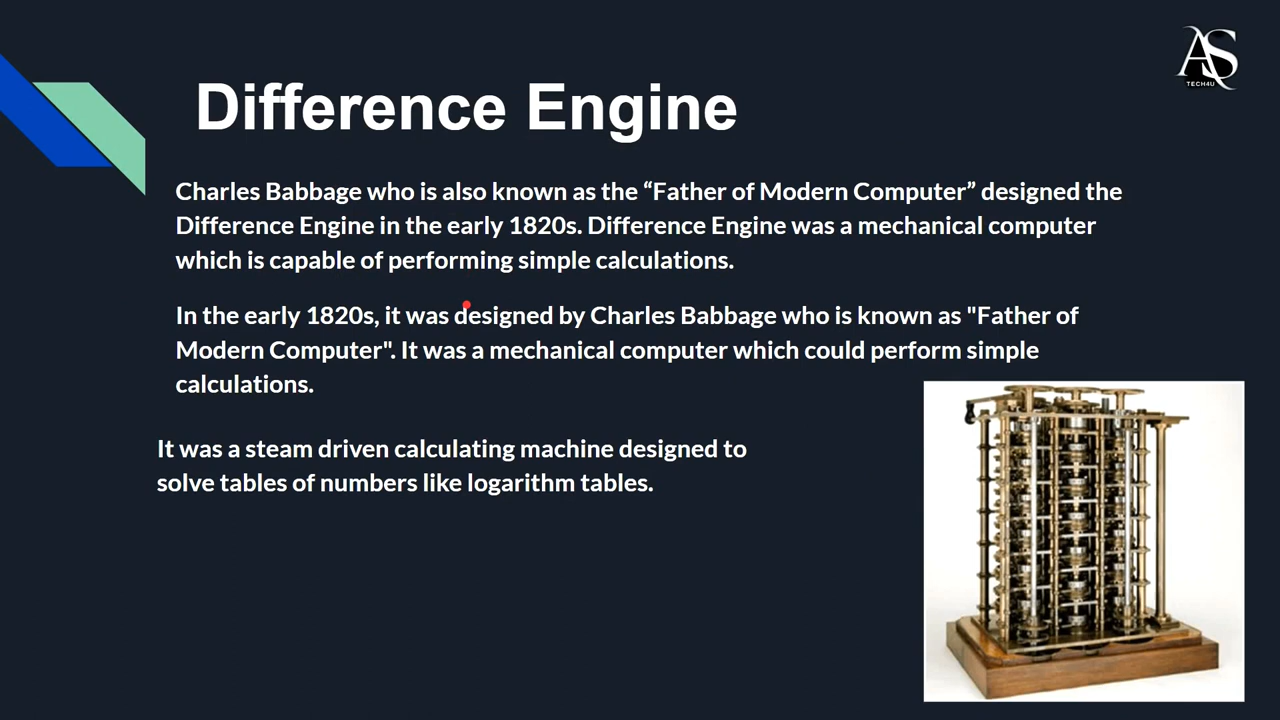 AS
TECH4U
Difference Engine
Charles Babbage who is also known as the “Father of Modern Computer” designed the
Difference Engine in the early 1820s. Difference Engine was a mechanical computer
which is capable of performing simple calculations.
In the early 1820s, it was designed by Charles Babbage who is known as "Father of
Modern Computer". It was a mechanical computer which could perform simple
calculations.
It was a steam driven calculating machine designed to
solve tables of numbers like logarithm tables.